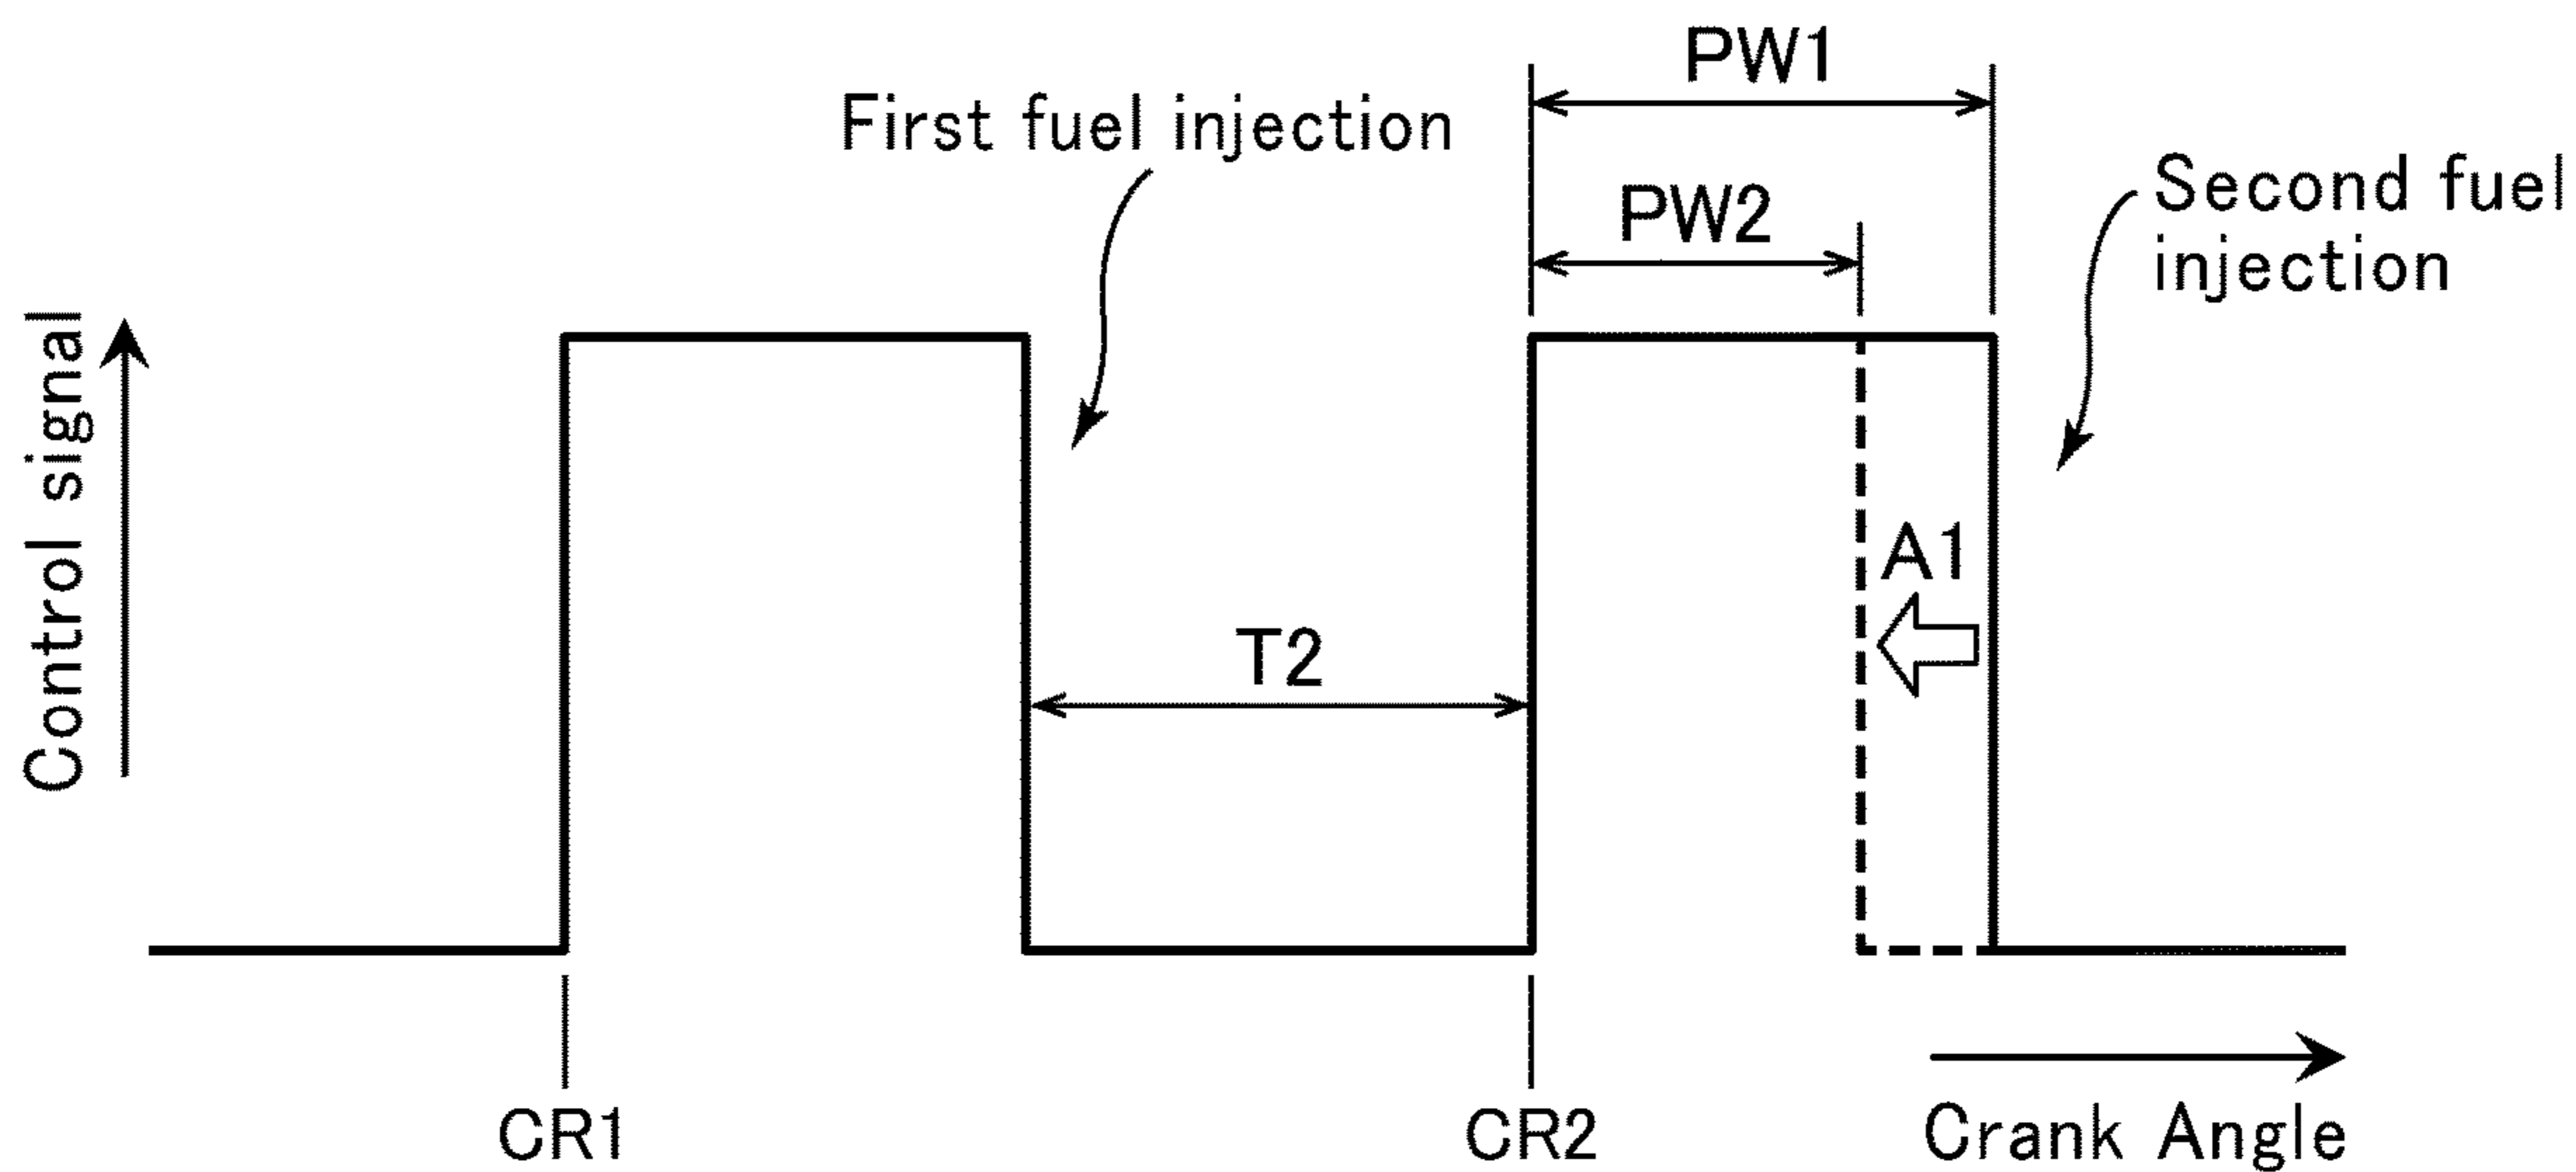 PW1
First fuel injection
PW2
Second fuel
injection
Control signal
A1
T2
CR1
CR2
Crank Angle